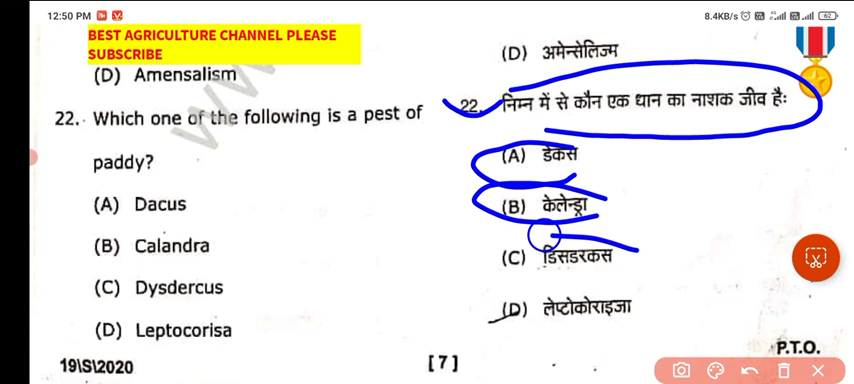 12:50 PM
8.4KB/s
62
BEST AGRICULTURE CHANNEL PLEASE
SUBSCRIBE
(D) Amensalism
22. Which one of the following is a pest of
paddy?
(A) Dacus
(B) Calandra
(C) Dysdercus
(D) Leptocorisa
19\S\2020
[7]
(D) अमेन्सेलिज्म
22. निम्न में से कौन एक धान का नाशक जीव है:
(A) डेकस
(B) केलेन्ड्रा
(C) डिसडरकस
(D) लेप्टोकोराइजा
P.T.O.